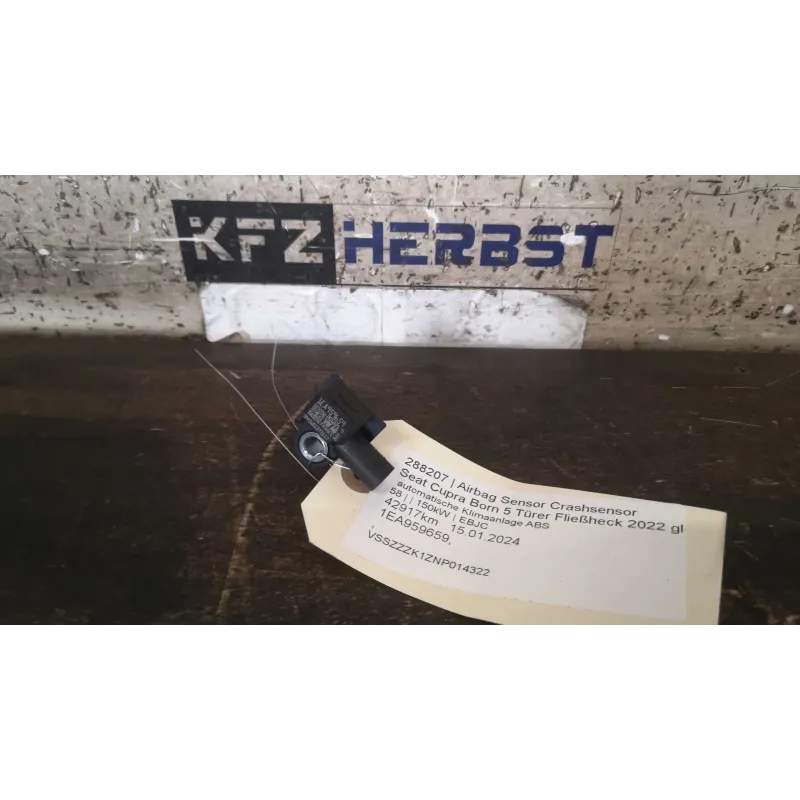 KFZ HERBST
288207 | Airbag Sensor Crashsensor
Seat Cupra Born 5 Türer Fließheck 2022 gl
automatische Klimaanlage ABS
58 | | 150kW | EBJC
42917km 15.01.2024
, 1EA959659,
VSSZZZK1ZNP014322